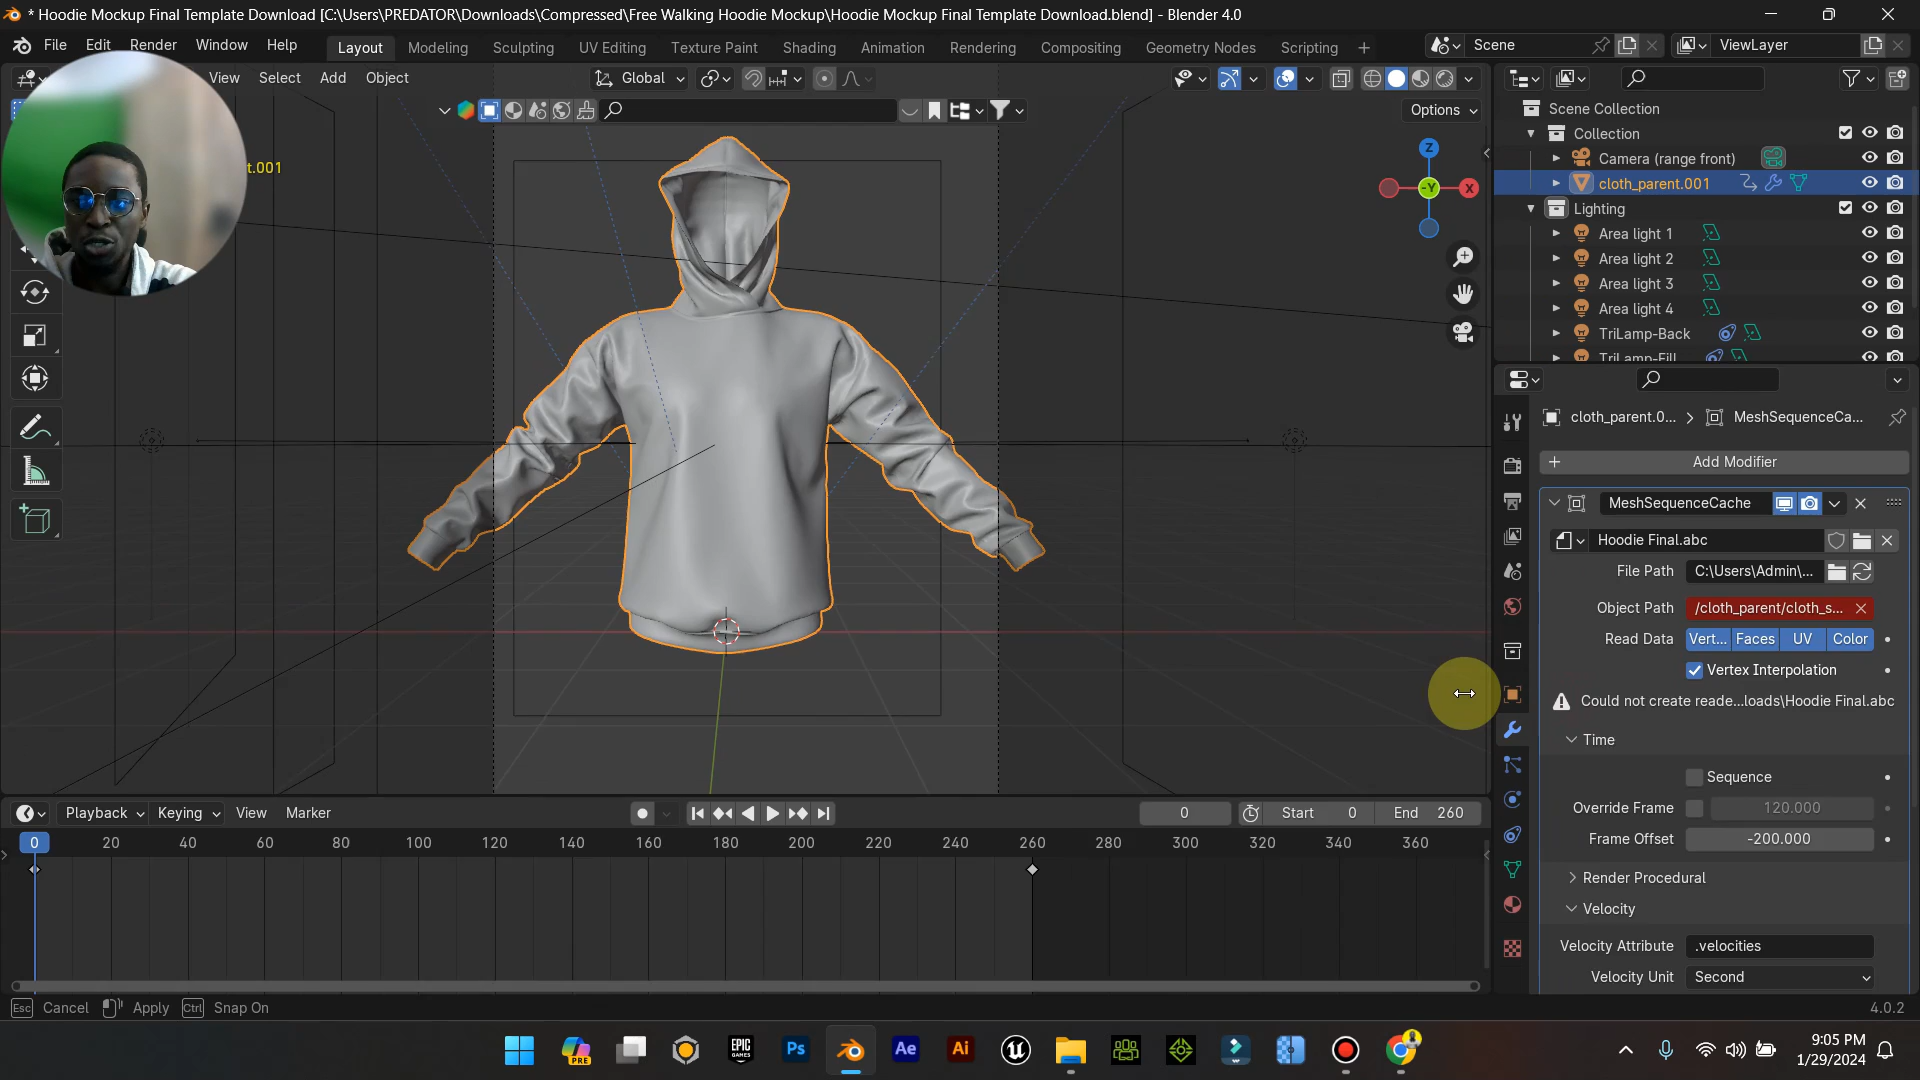 * Hoodie Mockup Final Template Download [C:\Users\PREDATOR\Downloads\Compressed\Free Walking Hoodie Mockup\Hoodie Mockup Final Template Download.blend] - Blender 4.0
File Edit Render Window Help Layout Modeling Sculpting UV Editing Texture Paint Shading Animation Rendering Compositing Geometry Nodes Scripting + Scene ViewLayer
View Select Add Object Global
Options
t.001
Z
-Y X
Scene Collection
Collection
Camera (range front)
cloth_parent.001
Lighting
Area light 1
Area light 2
Area light 3
Area light 4
TriLamp-Back
TriLamp-Fill
cloth_parent.0... > MeshSequenceCa...
+ Add Modifier
MeshSequenceCache
Hoodie Final.abc
File Path C:\Users\Admin\...
Object Path /cloth_parent/cloth_s...
Read Data Vert... Faces UV Color
Vertex Interpolation
Could not create reade...loads\Hoodie Final.abc
Time
Sequence
Override Frame 120.000
Frame Offset -200.000
Render Procedural
Velocity
Velocity Attribute .velocities
Velocity Unit Second
Playback Keying View Marker 0 Start 0 End 260
0 20 40 60 80 100 120 140 160 180 200 220 240 260 280 300 320 340 360
Esc Cancel Apply Ctrl Snap On 4.0.2
PRE EPIC GAMES Ps Ae Ai
9:05 PM
1/29/2024